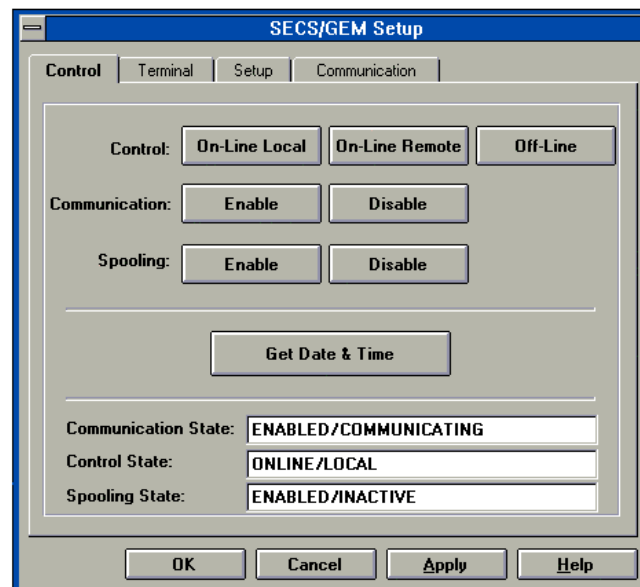 SECS/GEM Setup
Control Terminal Setup Communication
Control: On-Line Local On-Line Remote Off-Line
Communication: Enable Disable
Spooling: Enable Disable
Get Date & Time
Communication State: ENABLED/COMMUNICATING
Control State: ONLINE/LOCAL
Spooling State: ENABLED/INACTIVE
OK Cancel Apply Help